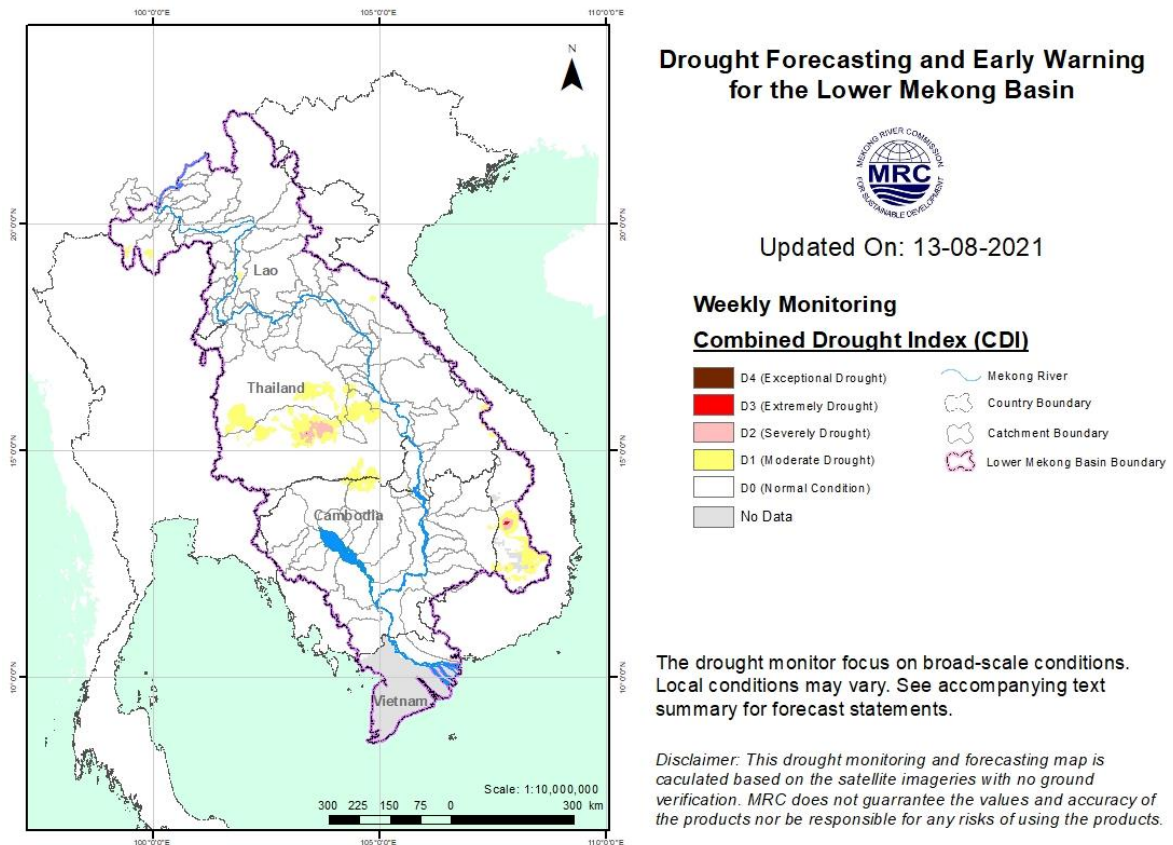 100°0'0"E 105°0'0"E 110°0'0"E
N
20°0'0"N 20°0'0"N
15°0'0"N 15°0'0"N
10°0'0"N 10°0'0"N
Lao
Thailand
Cambodia
Vietnam
Scale: 1:10,000,000
300 225 150 75 0 300 km
100°0'0"E 105°0'0"E 110°0'0"E
Drought Forecasting and Early Warning
for the Lower Mekong Basin
MEKONG RIVER COMMISSION
MRC
FOR SUSTAINABLE DEVELOPMENT
Updated On: 13-08-2021
Weekly Monitoring
Combined Drought Index (CDI)
D4 (Exceptional Drought)
D3 (Extremely Drought)
D2 (Severely Drought)
D1 (Moderate Drought)
D0 (Normal Condition)
No Data
Mekong River
Country Boundary
Catchment Boundary
Lower Mekong Basin Boundary
The drought monitor focus on broad-scale conditions.
Local conditions may vary. See accompanying text
summary for forecast statements.
Disclaimer: This drought monitoring and forecasting map is
caculated based on the satellite imageries with no ground
verification. MRC does not guarrantee the values and accuracy of
the products nor be responsible for any risks of using the products.